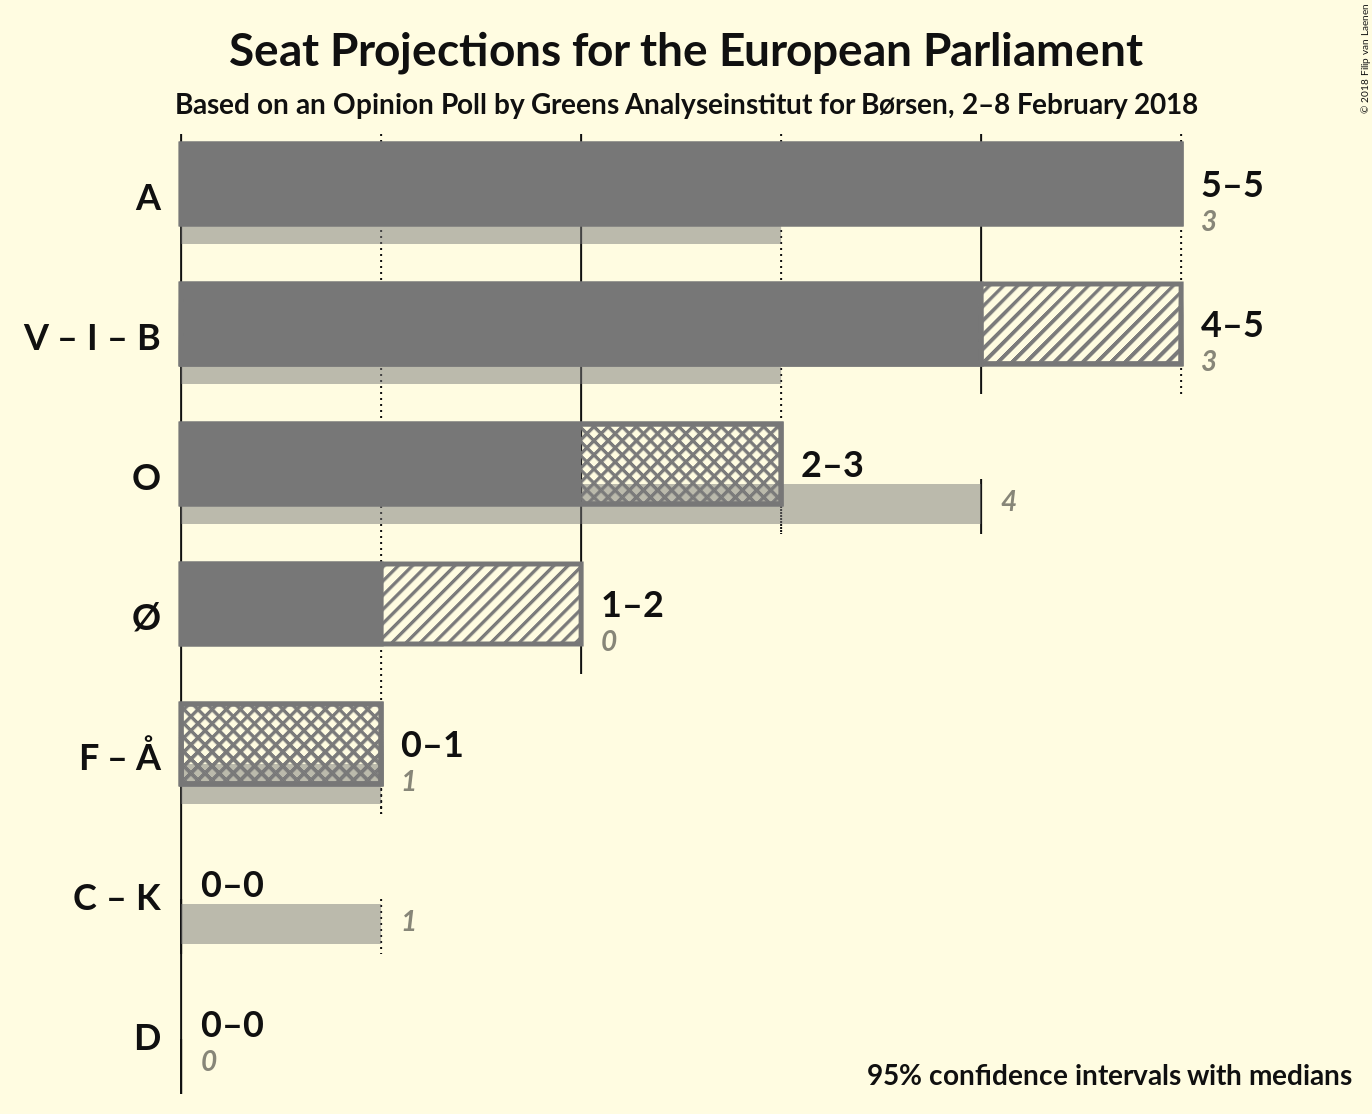 Seat Projections for the European Parliament
Based on an Opinion Poll by Greens Analyseinstitut for Børsen, 2–8 February 2018
© 2018 Filip van Laenen
A
5–5
3
V – I – B
4–5
3
O
2–3
4
Ø
1–2
0
F – Å
0–1
1
C – K
0–0
1
D
0–0
0
95% confidence intervals with medians